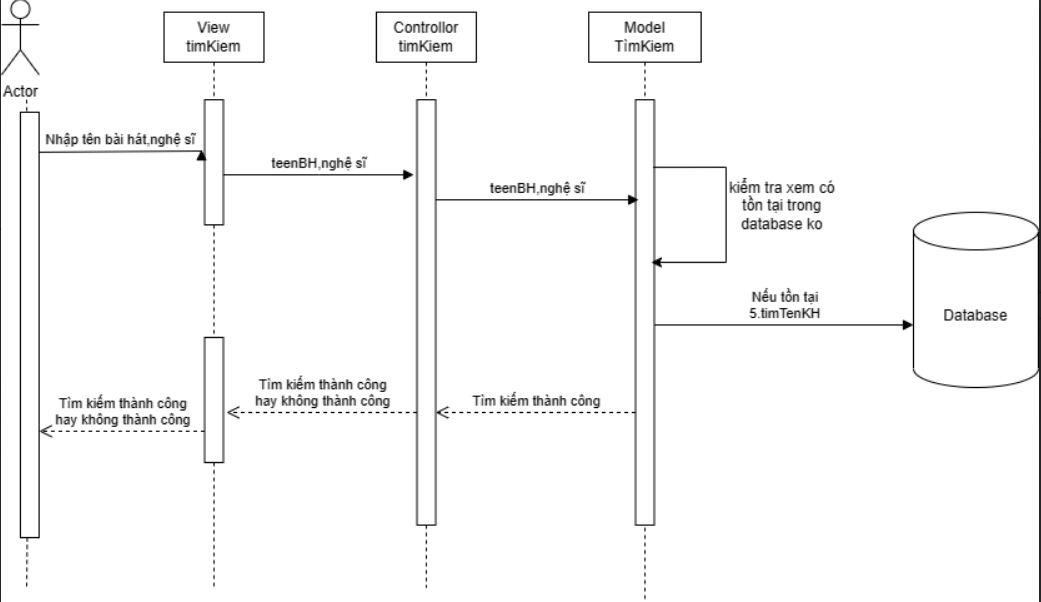 View
timKiem
Controllor
timKiem
Model
TìmKiem
Actor
Nhập tên bài hát,nghệ sĩ
teenBH,nghệ sĩ
teenBH,nghệ sĩ
kiểm tra xem có
tồn tại trong
database ko
Nếu tồn tại
5.timTenKH
Database
Tìm kiếm thành công
hay không thành công
Tìm kiếm thành công
hay không thành công
Tìm kiếm thành công